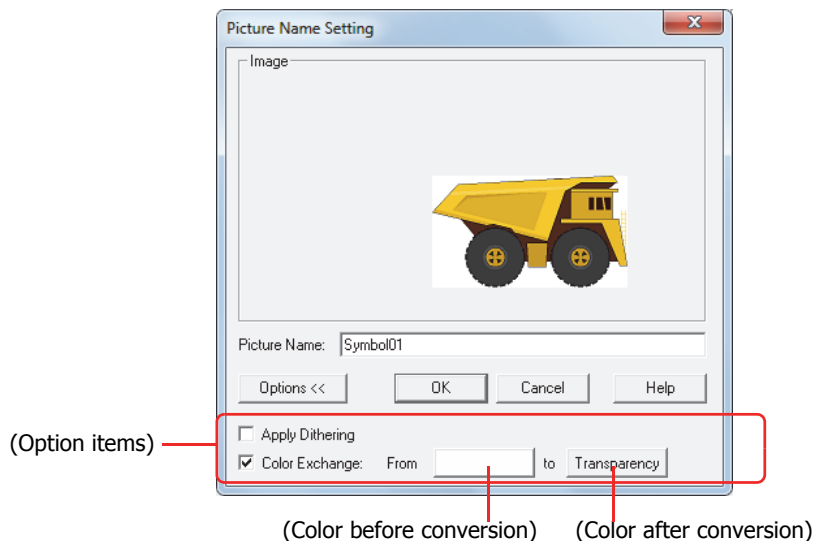 Picture Name Setting
Image
Picture Name: Symbol01
Options << OK Cancel Help
(Option items)
Apply Dithering
Color Exchange: From to Transparency
(Color before conversion) (Color after conversion)